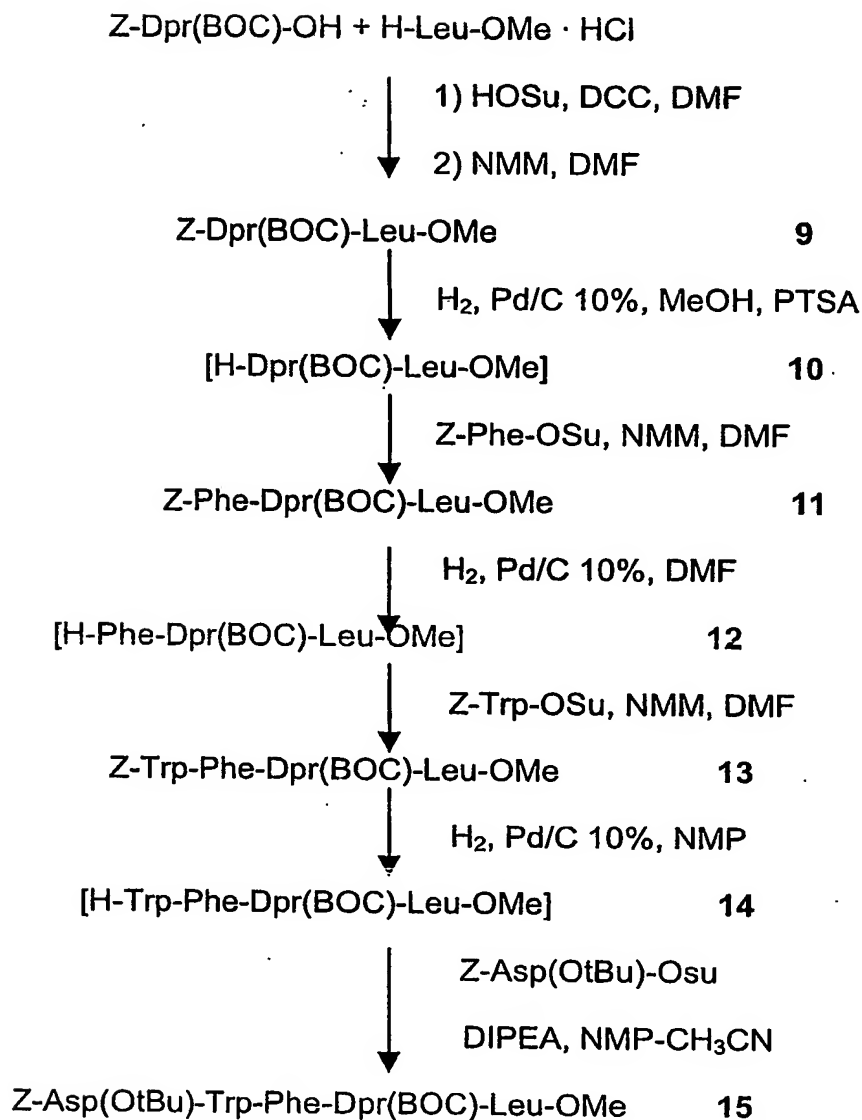 Z-Dpr(BOC)-OH + H-Leu-OMe · HCl
1) HOSu, DCC, DMF
2) NMM, DMF
Z-Dpr(BOC)-Leu-OMe 9
H₂, Pd/C 10%, MeOH, PTSA
[H-Dpr(BOC)-Leu-OMe] 10
Z-Phe-OSu, NMM, DMF
Z-Phe-Dpr(BOC)-Leu-OMe 11
H₂, Pd/C 10%, DMF
[H-Phe-Dpr(BOC)-Leu-OMe] 12
Z-Trp-OSu, NMM, DMF
Z-Trp-Phe-Dpr(BOC)-Leu-OMe 13
H₂, Pd/C 10%, NMP
[H-Trp-Phe-Dpr(BOC)-Leu-OMe] 14
Z-Asp(OtBu)-Osu
DIPEA, NMP-CH₃CN
Z-Asp(OtBu)-Trp-Phe-Dpr(BOC)-Leu-OMe 15